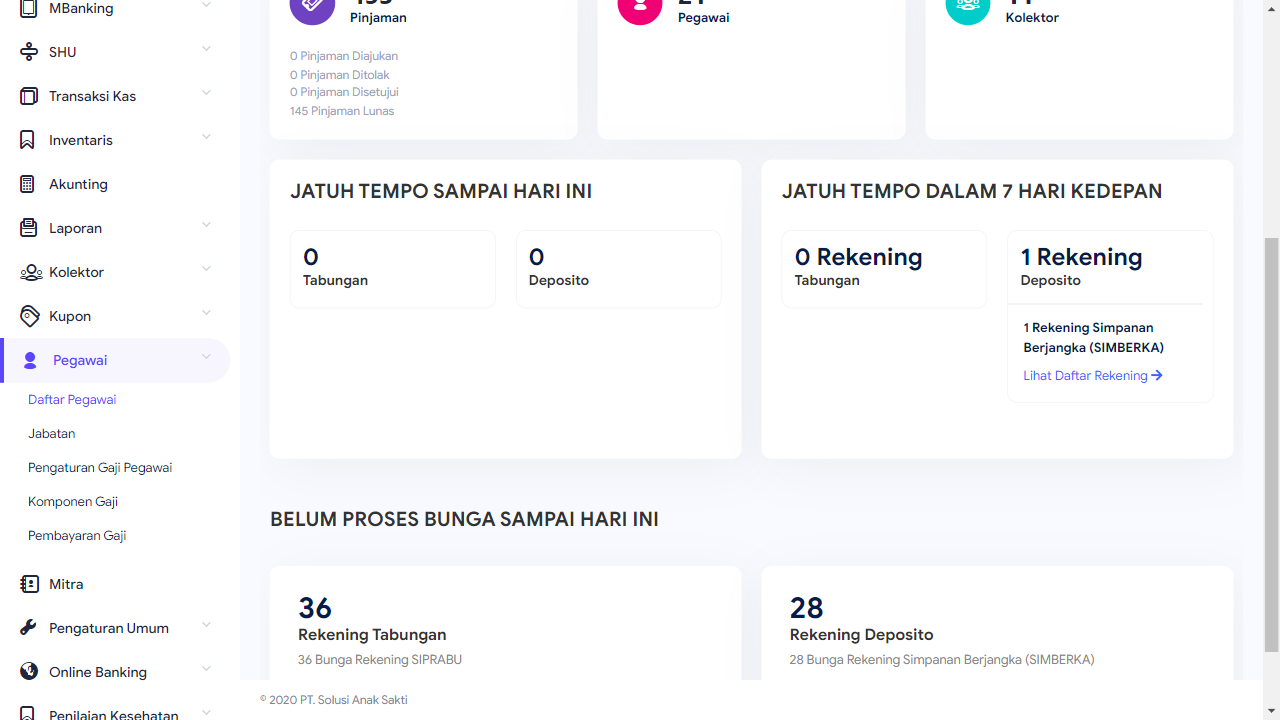 MBanking
SHU
Transaksi Kas
Inventaris
Akunting
Laporan
Kolektor
Kupon
Pegawai
Daftar Pegawai
Jabatan
Pengaturan Gaji Pegawai
Komponen Gaji
Pembayaran Gaji
Mitra
Pengaturan Umum
Online Banking
Penilaian Kesehatan
Pinjaman
0 Pinjaman Diajukan
0 Pinjaman Ditolak
0 Pinjaman Disetujui
145 Pinjaman Lunas
Pegawai
Kolektor
JATUH TEMPO SAMPAI HARI INI
0
Tabungan
0
Deposito
JATUH TEMPO DALAM 7 HARI KEDEPAN
0 Rekening
Tabungan
1 Rekening
Deposito
1 Rekening Simpanan
Berjangka (SIMBERKA)
Lihat Daftar Rekening
BELUM PROSES BUNGA SAMPAI HARI INI
36
Rekening Tabungan
36 Bunga Rekening SIPRABU
28
Rekening Deposito
28 Bunga Rekening Simpanan Berjangka (SIMBERKA)
© 2020 PT. Solusi Anak Sakti